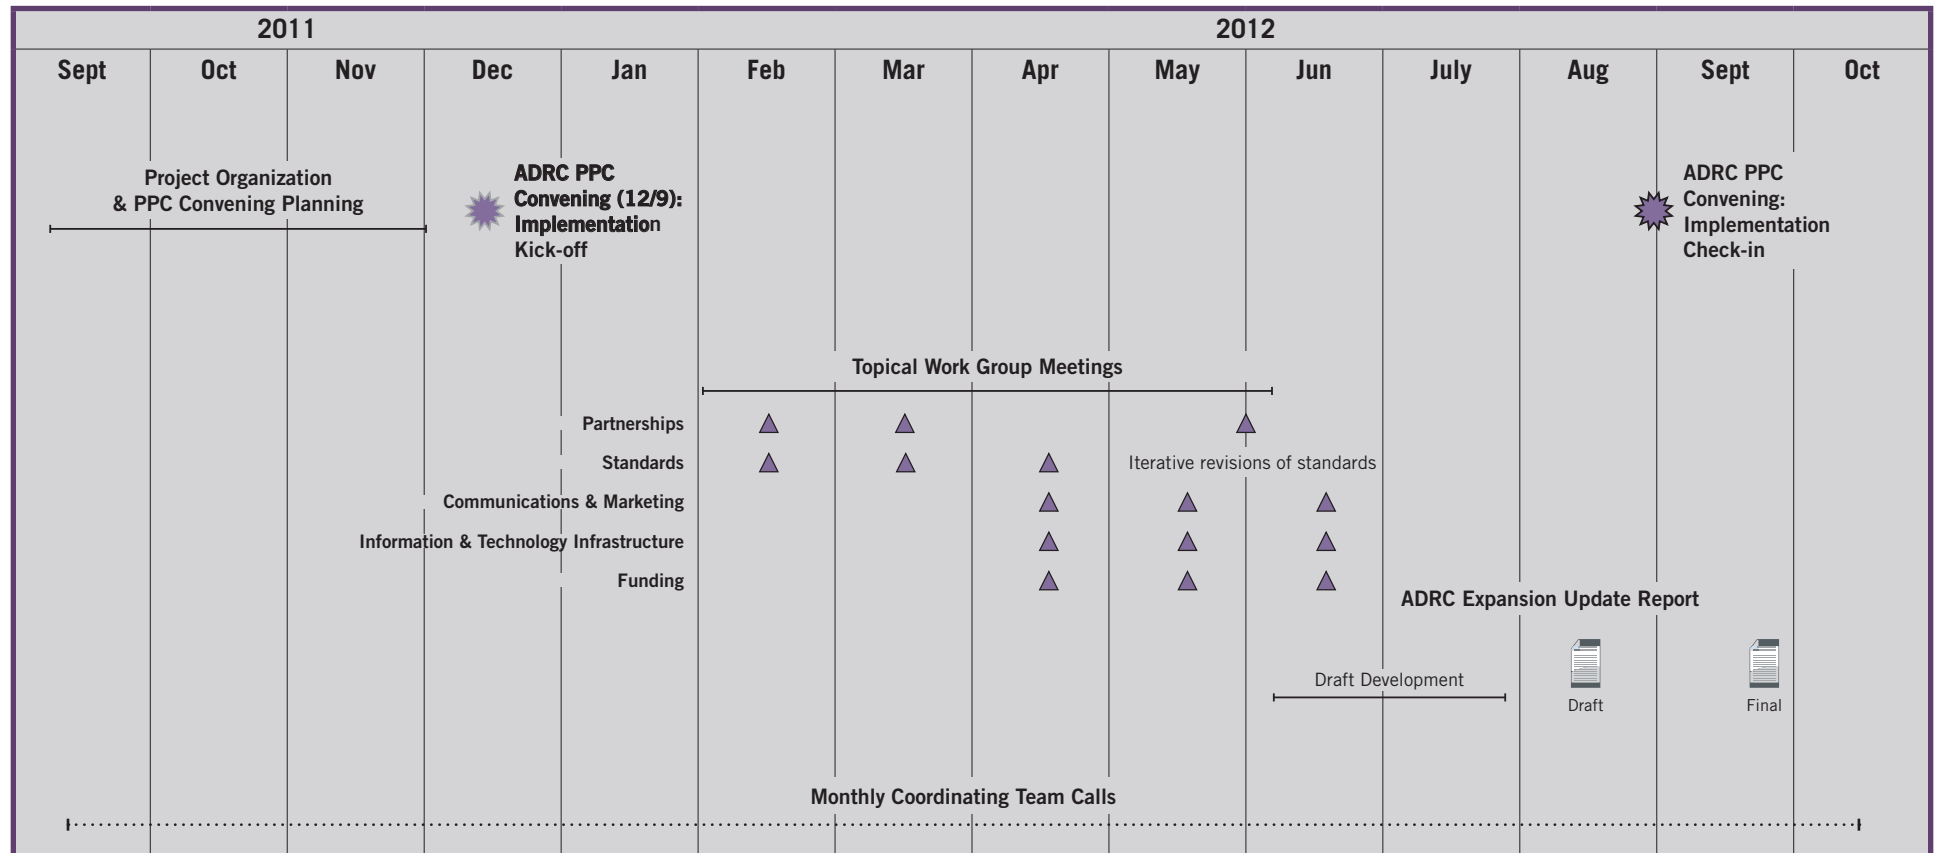 2011
2012
Sept Oct Nov Dec Jan Feb Mar Apr May Jun July Aug Sept Oct
Project Organization
& PPC Convening Planning
ADRC PPC
Convening (12/9):
Implementation
Kick-off
ADRC PPC
Convening:
Implementation
Check-in
Topical Work Group Meetings
Partnerships
Standards
Iterative revisions of standards
Communications & Marketing
Information & Technology Infrastructure
Funding
ADRC Expansion Update Report
Draft Development
Draft
Final
Monthly Coordinating Team Calls